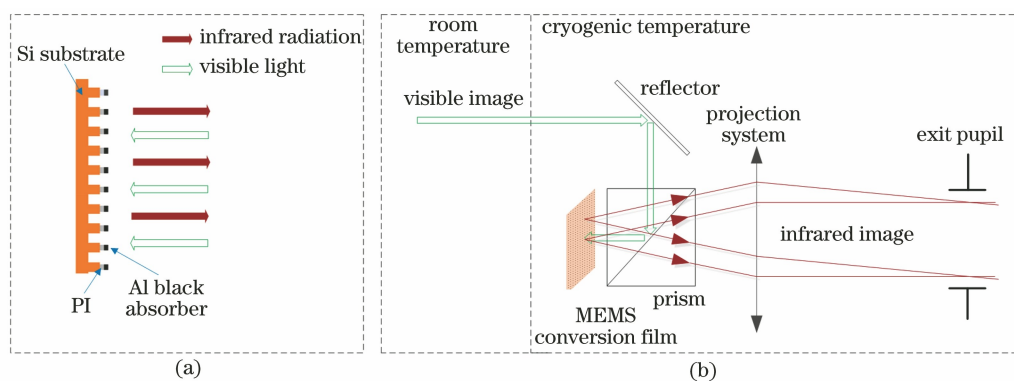 Si substrate
infrared radiation
visible light
PI
Al black
absorber
(a)
room
temperature
cryogenic temperature
visible image
reflector
projection
system
exit pupil
infrared image
prism
MEMS
conversion film
(b)